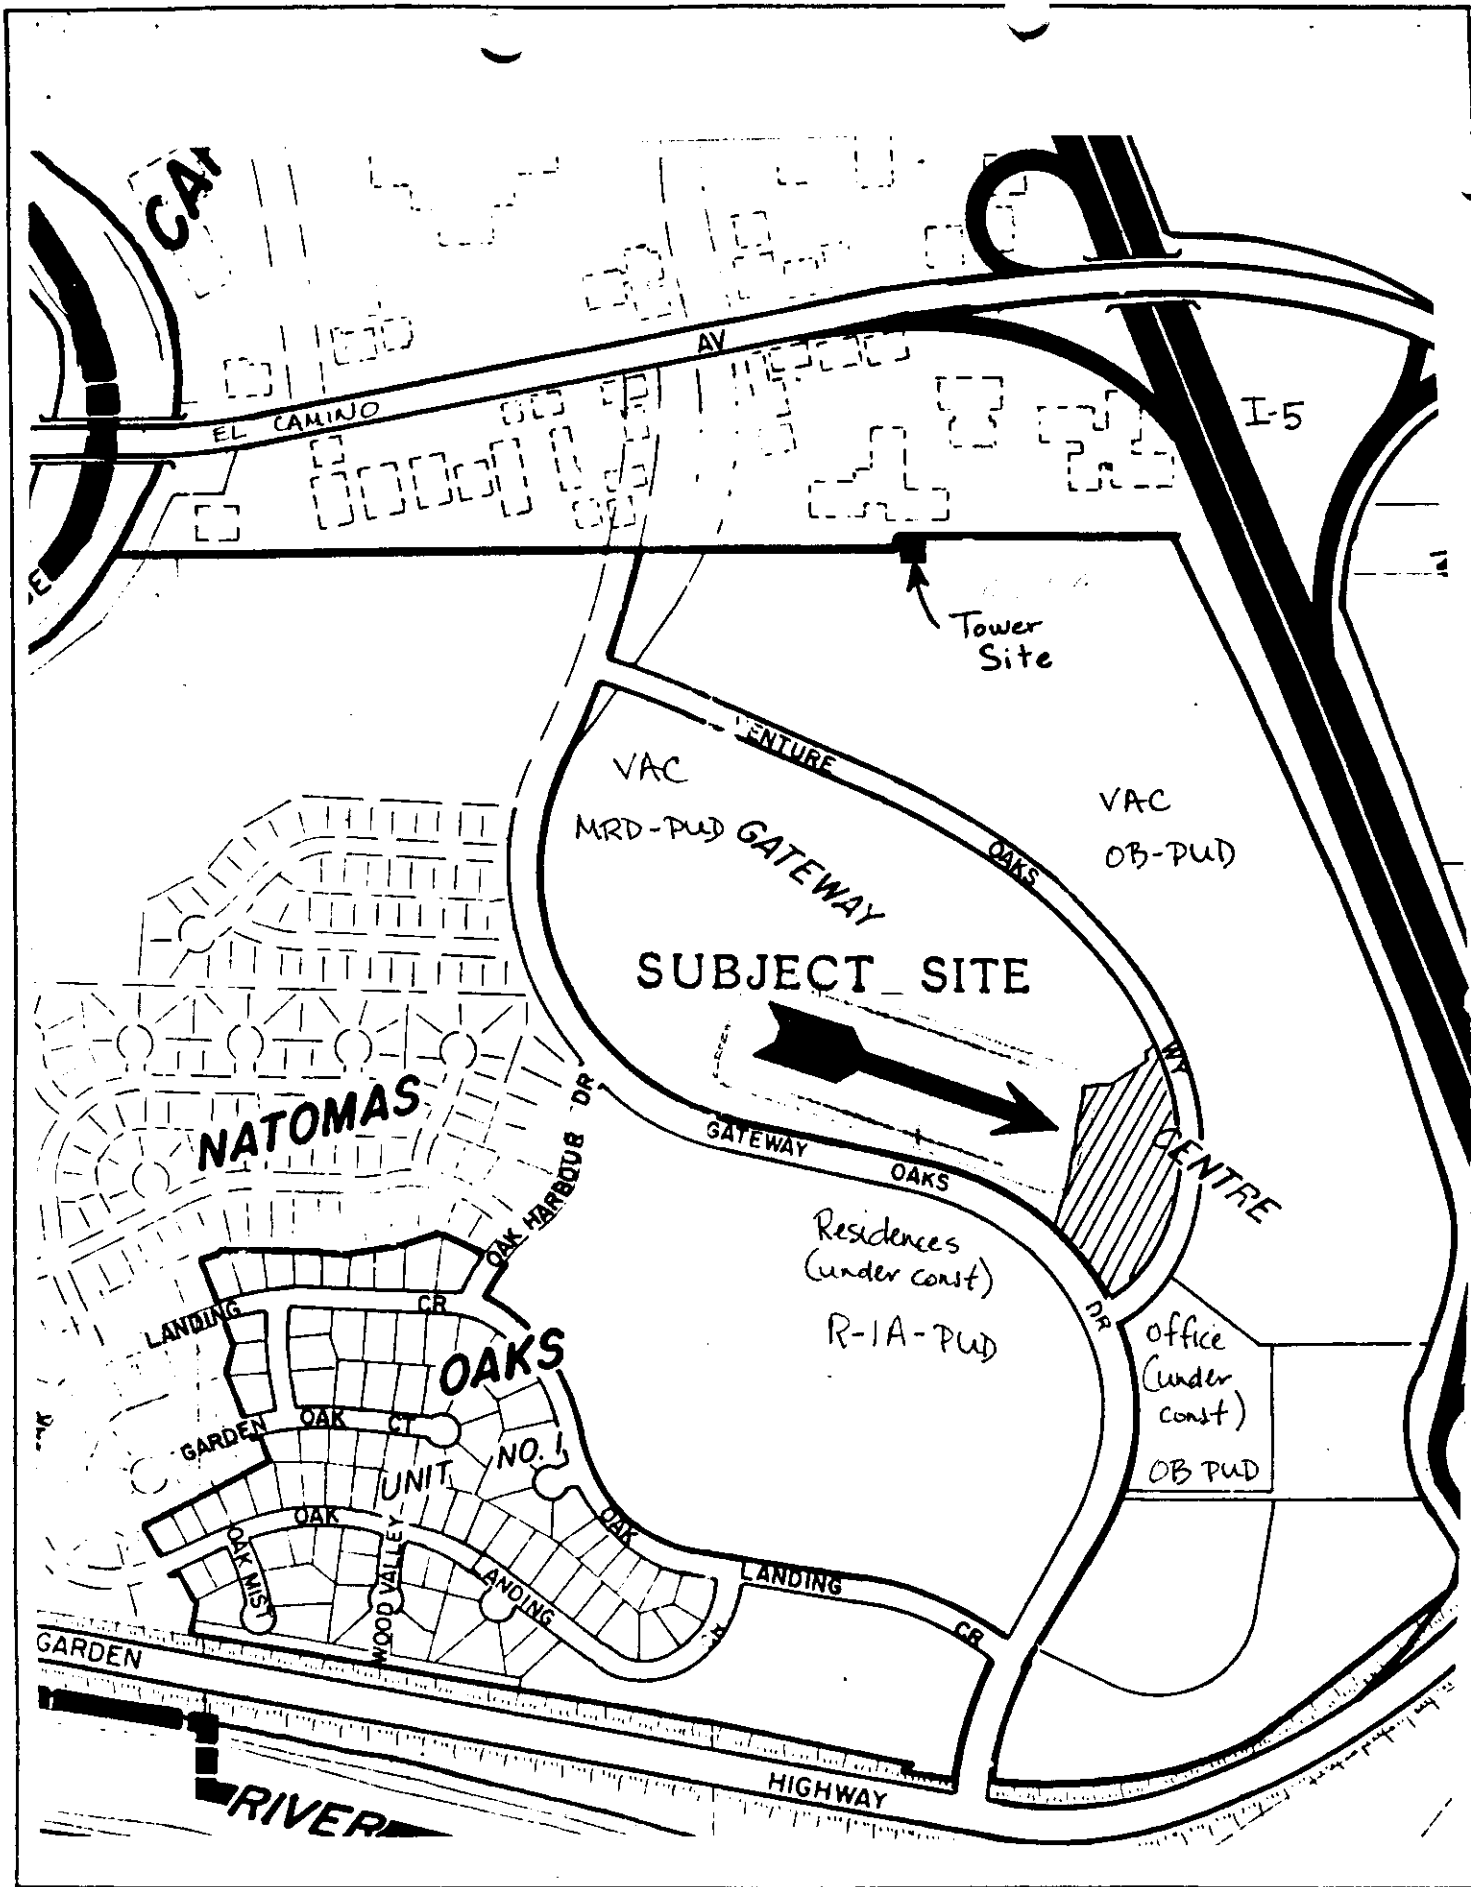 CA
EL CAMINO AV
I-5
Tower
Site
VENTURE OAKS WY
VAC
MRD-PUD
VAC
OB-PUD
GATEWAY
CENTRE
SUBJECT SITE
NATOMAS
OAKS
UNIT NO. 1
OAK HARBOUR DR
GATEWAY OAKS DR
Residences
(under const)
R-1A-PUD
Office
(under
const)
OB PUD
LANDING CR
GARDEN OAK CT
OAK
OAK MIST
WOOD VALLEY
LANDING
OAK LANDING CR
GARDEN HIGHWAY
RIVER